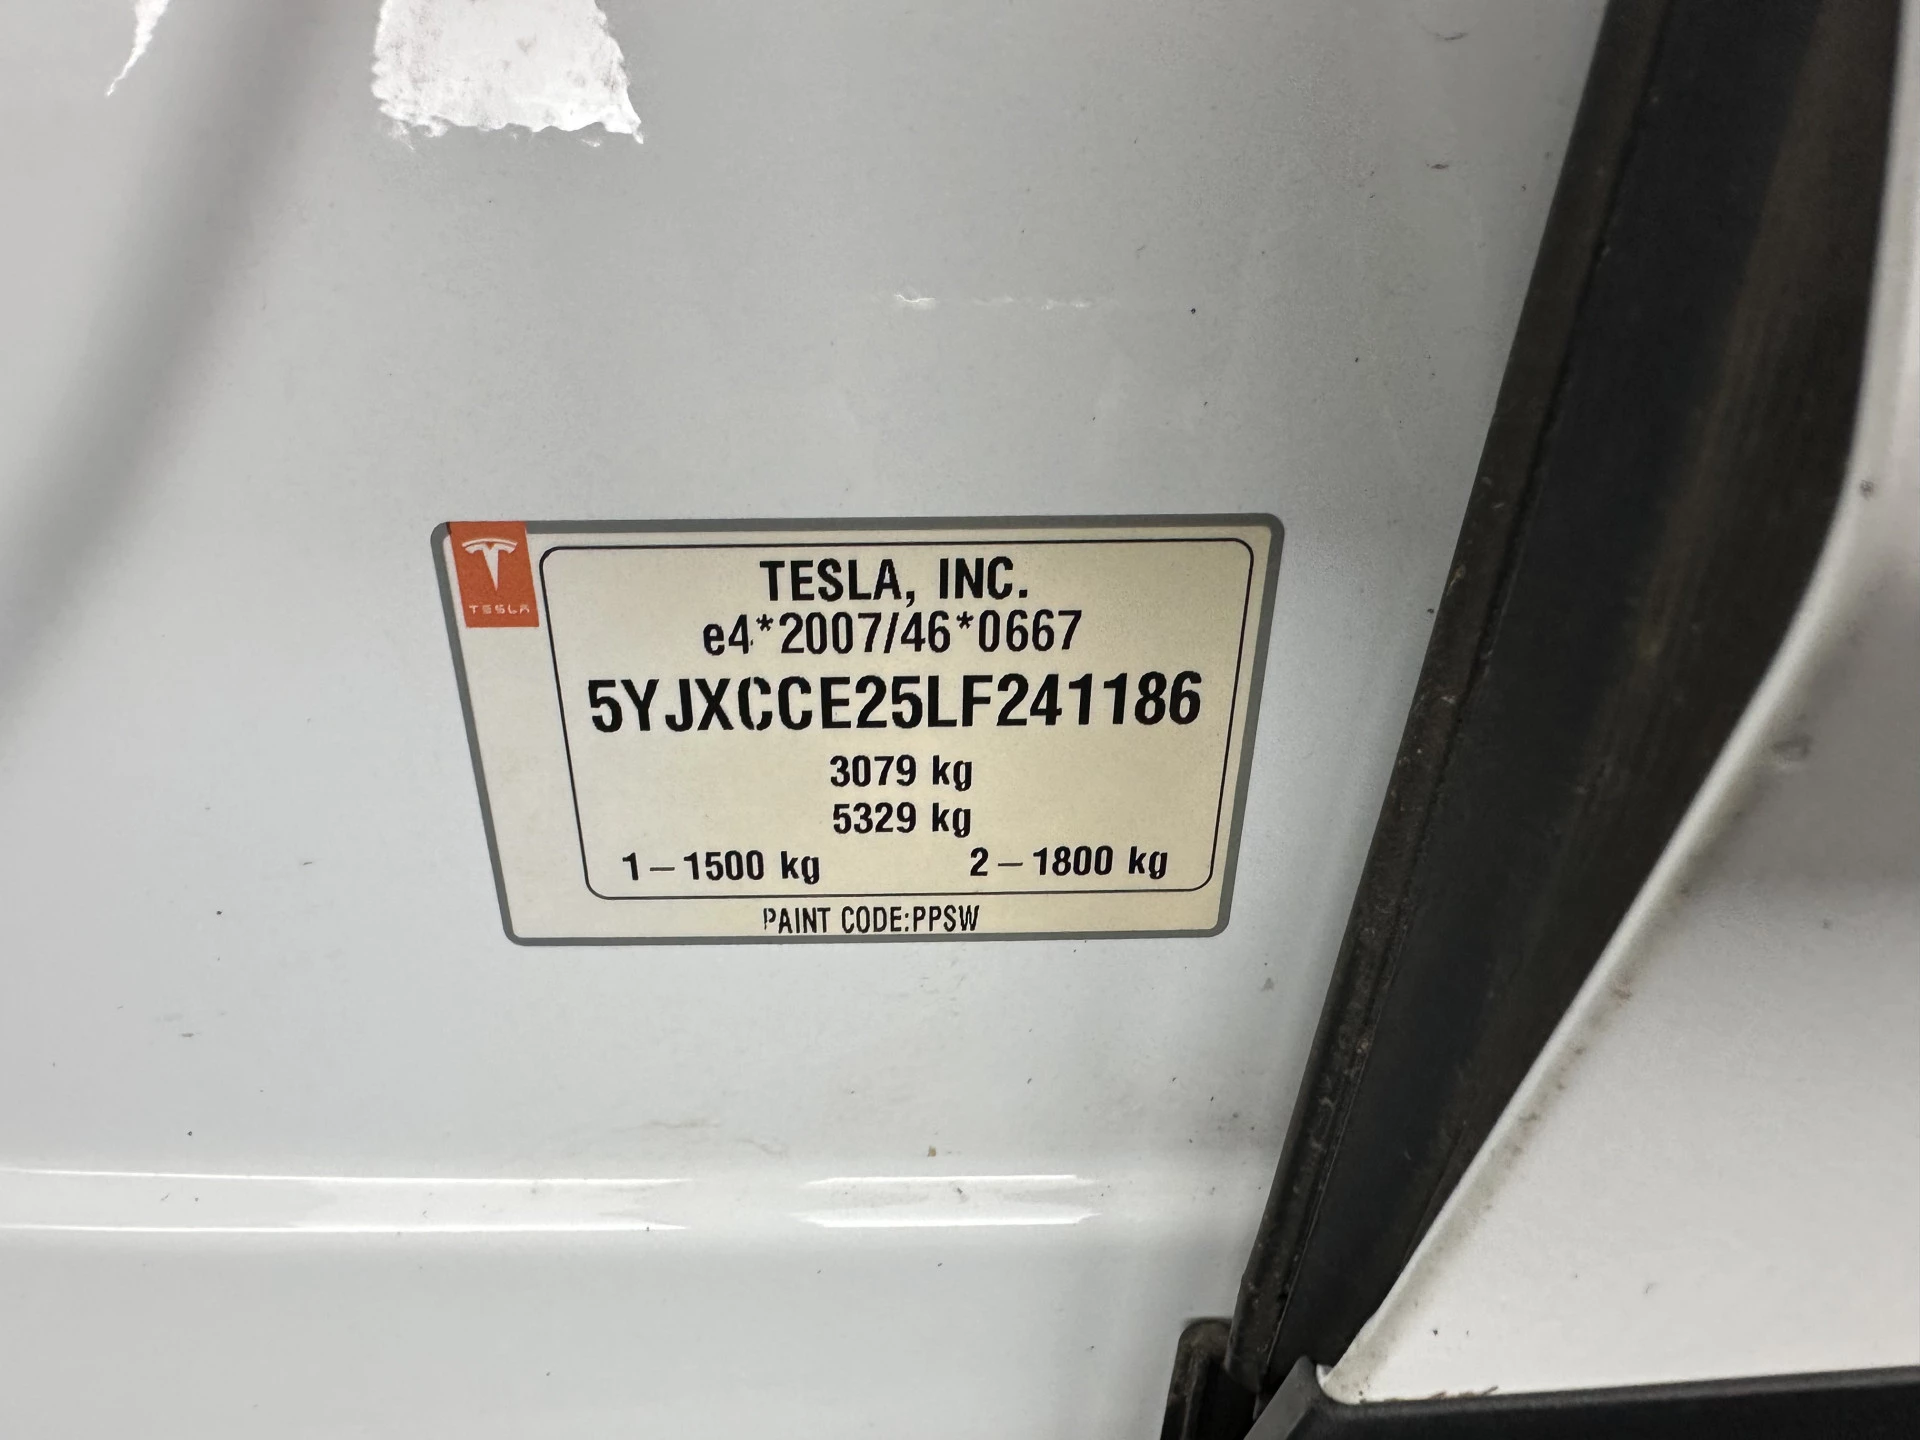 TESLA
TESLA, INC.
e4*2007/46*0667
5YJXCCE25LF241186
3079 kg
5329 kg
1–1500 kg 2–1800 kg
PAINT CODE:PPSW